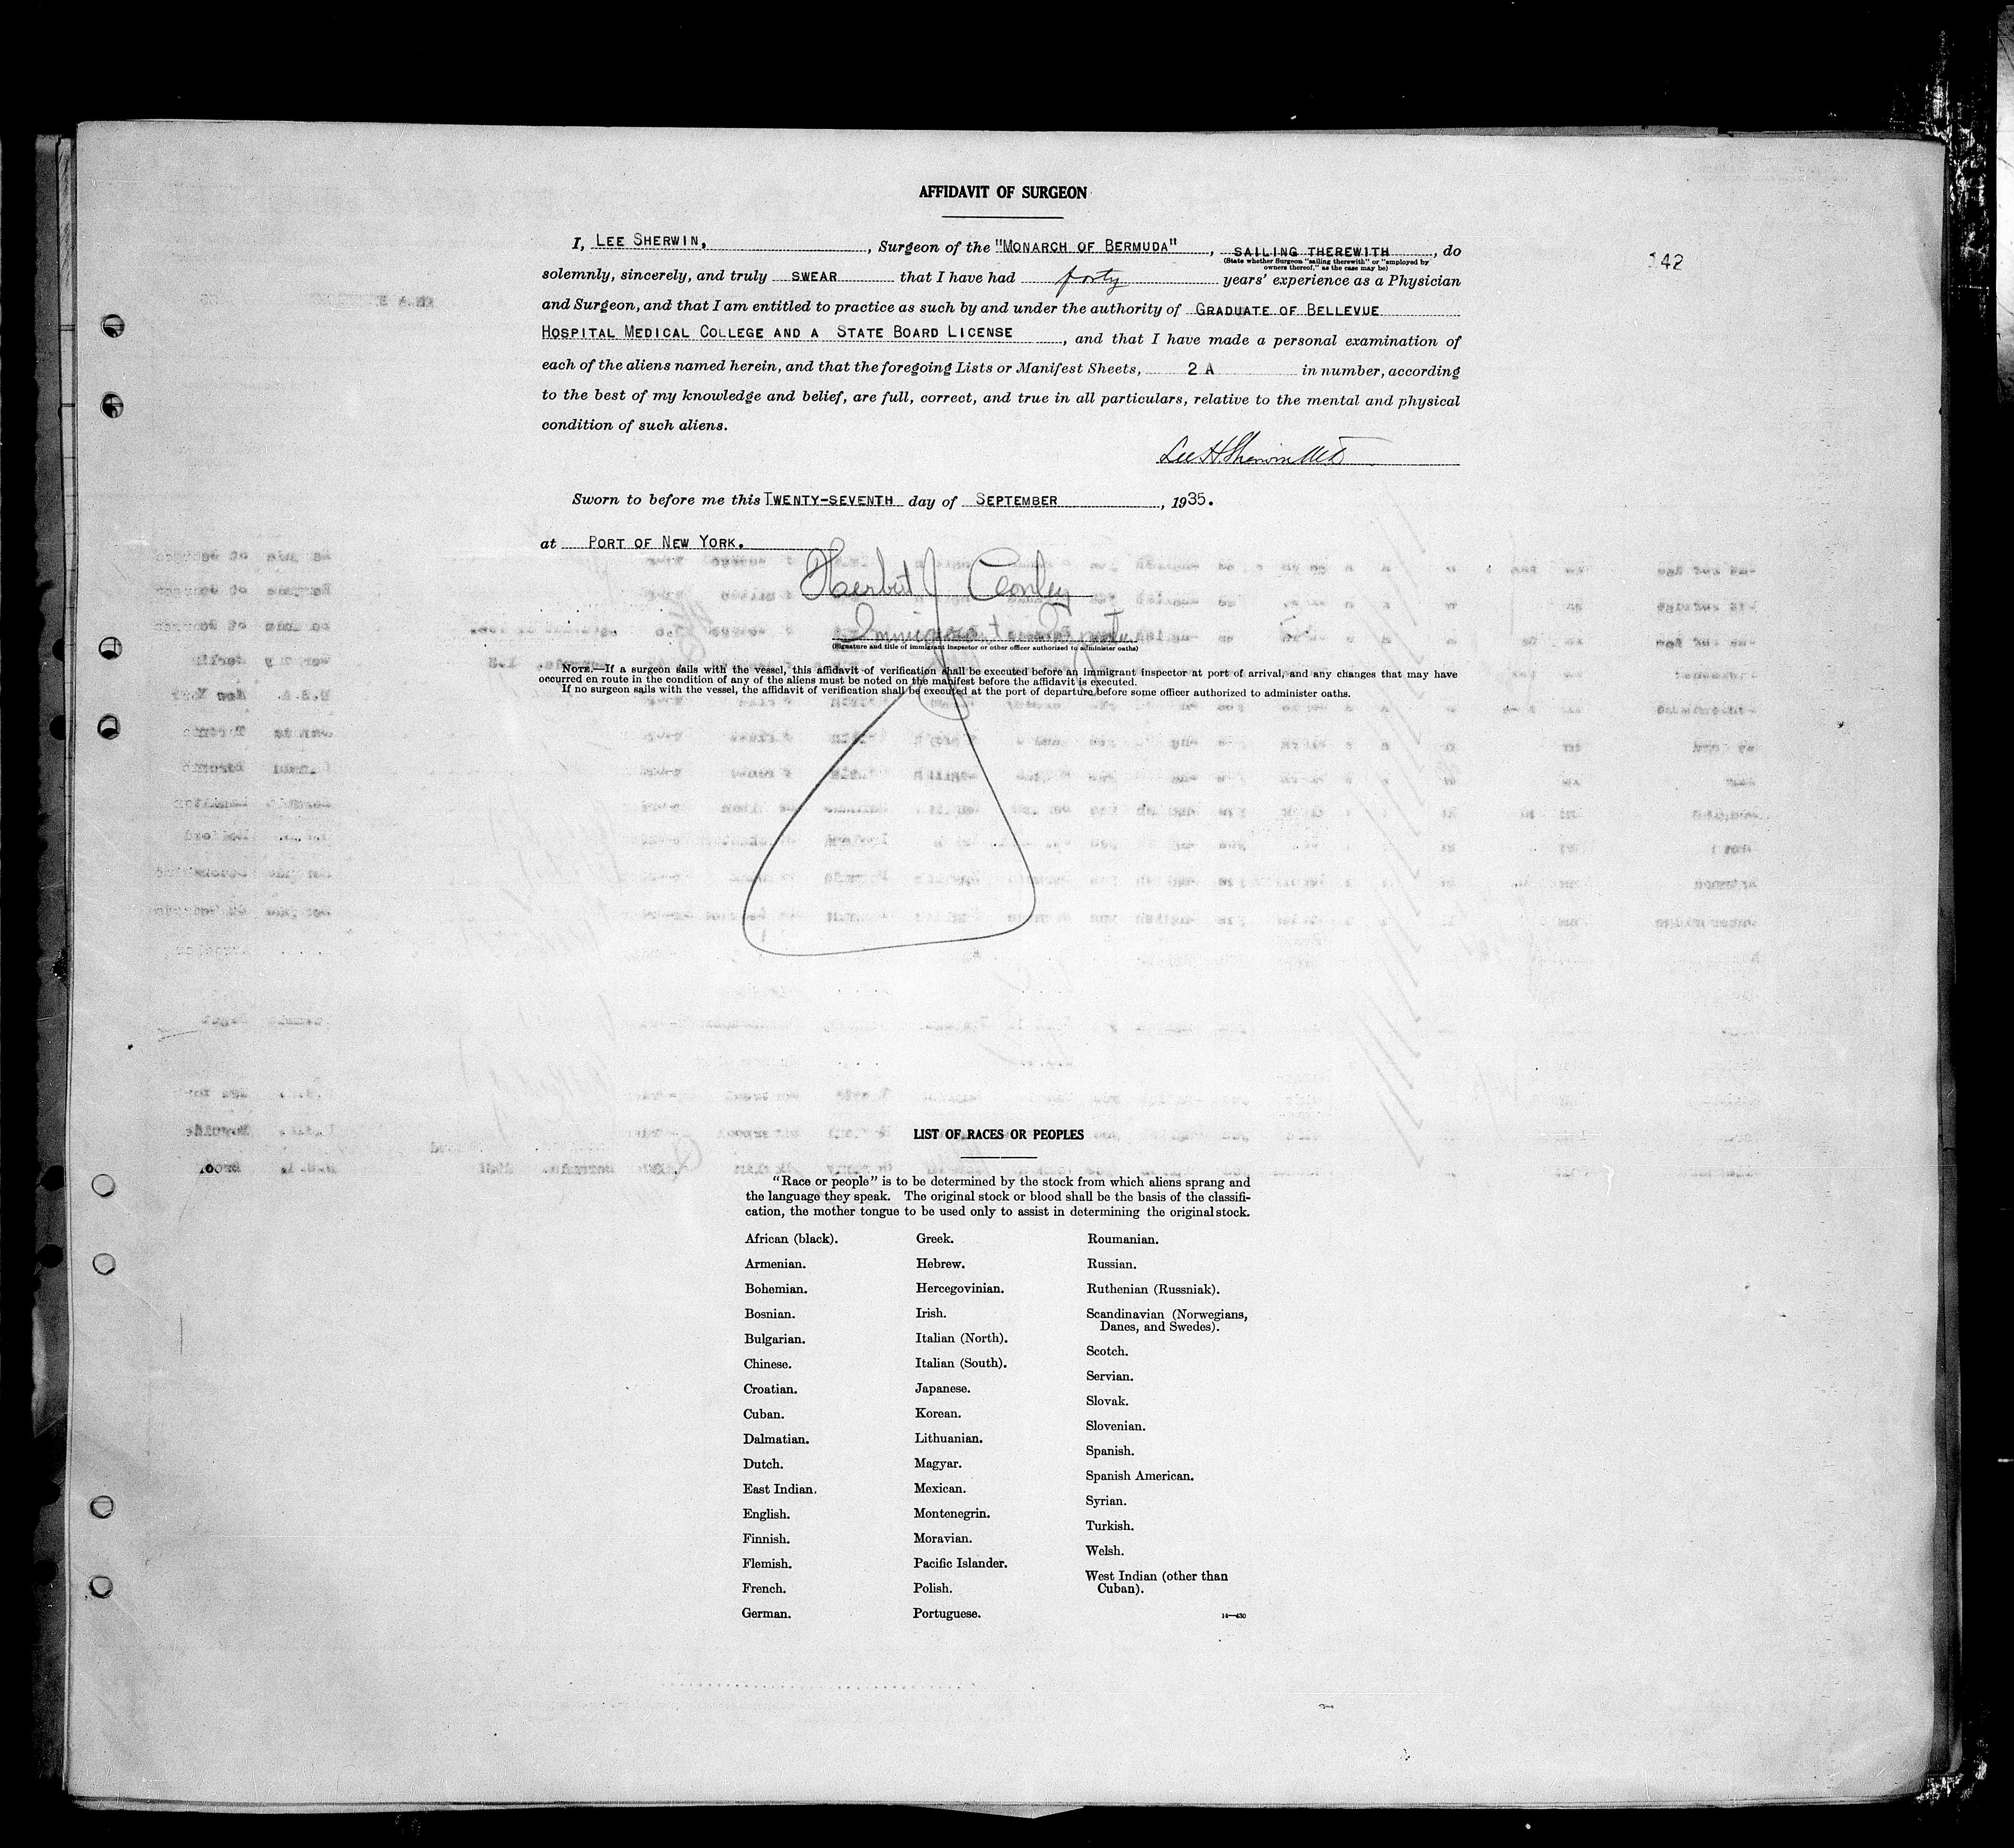 AFFIDAVIT OF SURGEON
I, LEE SHERWIN, , Surgeon of the "MONARCH OF BERMUDA" , SAILING THEREWITH , do
(State whether Surgeon "sailing therewith" or "employed by
owners thereof," as the case may be)
142
solemnly, sincerely, and truly SWEAR that I have had forty years' experience as a Physician
and Surgeon, and that I am entitled to practice as such by and under the authority of GRADUATE OF BELLEVUE
HOSPITAL MEDICAL COLLEGE AND A STATE BOARD LICENSE , and that I have made a personal examination of
each of the aliens named herein, and that the foregoing Lists or Manifest Sheets, 2 A in number, according
to the best of my knowledge and belief, are full, correct, and true in all particulars, relative to the mental and physical
condition of such aliens.
Lee H. Sherwin M.D.
Sworn to before me this TWENTY-SEVENTH day of SEPTEMBER , 1935.
at PORT OF NEW YORK.
Herbert J Conley
Immigrant Inspector
(Signature and title of immigrant inspector or other officer authorized to administer oaths)
NOTE.—If a surgeon sails with the vessel, this affidavit of verification shall be executed before an immigrant inspector at port of arrival, and any changes that may have
occurred en route in the condition of any of the aliens must be noted on the manifest before the affidavit is executed.
If no surgeon sails with the vessel, the affidavit of verification shall be executed at the port of departure before some officer authorized to administer oaths.
LIST OF RACES OR PEOPLES
"Race or people" is to be determined by the stock from which aliens sprang and
the language they speak. The original stock or blood shall be the basis of the classifi-
cation, the mother tongue to be used only to assist in determining the original stock.
African (black).
Armenian.
Bohemian.
Bosnian.
Bulgarian.
Chinese.
Croatian.
Cuban.
Dalmatian.
Dutch.
East Indian.
English.
Finnish.
Flemish.
French.
German.
Greek.
Hebrew.
Hercegovinian.
Irish.
Italian (North).
Italian (South).
Japanese.
Korean.
Lithuanian.
Magyar.
Mexican.
Montenegrin.
Moravian.
Pacific Islander.
Polish.
Portuguese.
Roumanian.
Russian.
Ruthenian (Russniak).
Scandinavian (Norwegians,
Danes, and Swedes).
Scotch.
Servian.
Slovak.
Slovenian.
Spanish.
Spanish American.
Syrian.
Turkish.
Welsh.
West Indian (other than
Cuban).
14—430